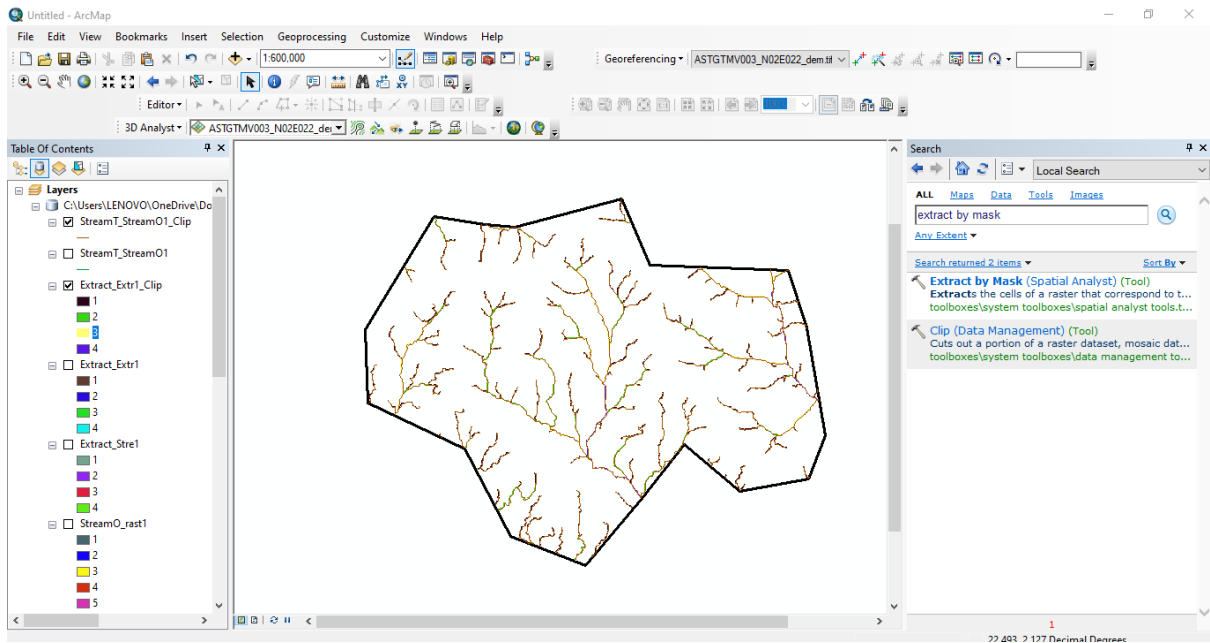 Untitled - ArcMap
File Edit View Bookmarks Insert Selection Geoprocessing Customize Windows Help
1:600,000 Georeferencing ASTGTMV003_N02E022_dem.tif
Editor
3D Analyst ASTGTMV003_N02E022_de
Table Of Contents
Layers
C:\Users\LENOVO\OneDrive\Do
StreamT_StreamO1_Clip
StreamT_StreamO1
Extract_Extr1_Clip
1
2
3
4
Extract_Extr1
1
2
3
4
Extract_Stre1
1
2
3
4
StreamO_rast1
1
2
3
4
5
Search
Local Search
ALL Maps Data Tools Images
extract by mask
Any Extent
Search returned 2 items Sort By
Extract by Mask (Spatial Analyst) (Tool)
Extracts the cells of a raster that correspond to t...
toolboxes\system toolboxes\spatial analyst tools.t...
Clip (Data Management) (Tool)
Cuts out a portion of a raster dataset, mosaic dat...
toolboxes\system toolboxes\data management to...
1
22.493 2.127 Decimal Degrees